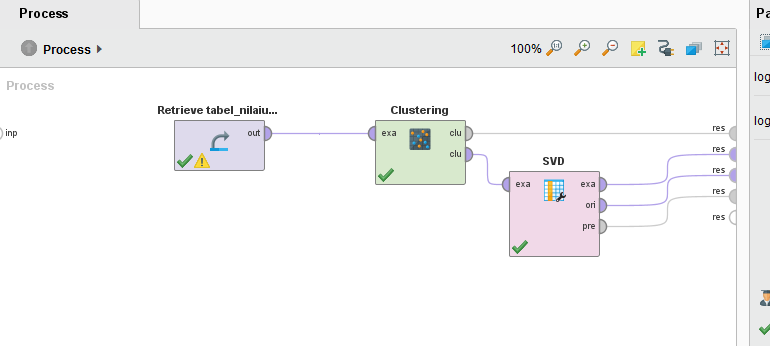 Process
Pa
Process
100%
Process
log
log
inp
Retrieve tabel_nilaiu...
out
Clustering
exa
clu
clu
SVD
exa
exa
ori
pre
res
res
res
res
res